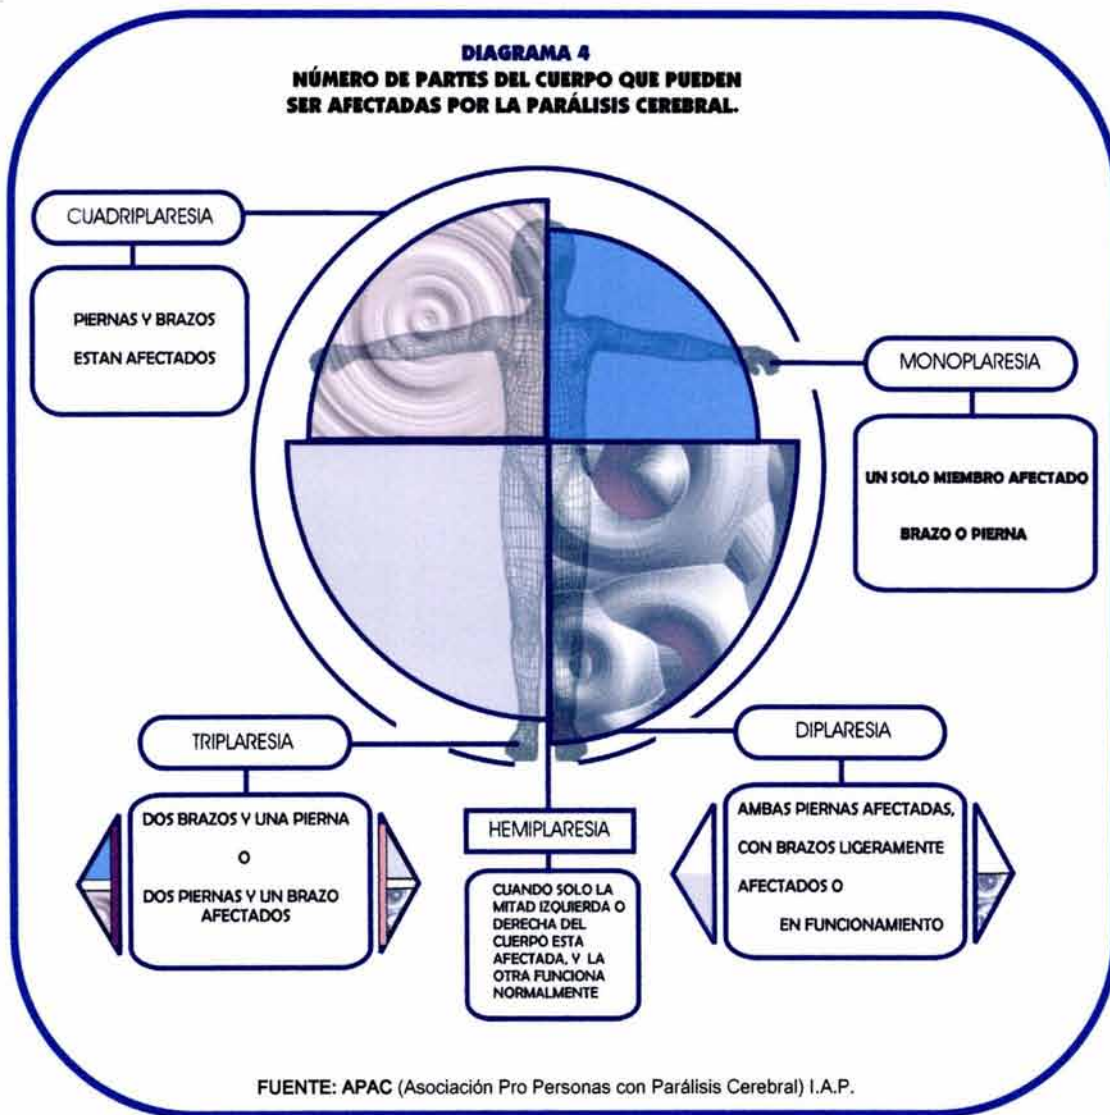 DIAGRAMA 4
NÚMERO DE PARTES DEL CUERPO QUE PUEDEN
SER AFECTADAS POR LA PARÁLISIS CEREBRAL.
CUADRIPLARESIA
PIERNAS Y BRAZOS
ESTAN AFECTADOS
MONOPLARESIA
UN SOLO MIEMBRO AFECTADO
BRAZO O PIERNA
TRIPLARESIA
DOS BRAZOS Y UNA PIERNA
O
DOS PIERNAS Y UN BRAZO
AFECTADOS
HEMIPLARESIA
CUANDO SOLO LA
MITAD IZQUIERDA O
DERECHA DEL
CUERPO ESTA
AFECTADA, Y LA
OTRA FUNCIONA
NORMALMENTE
DIPLARESIA
AMBAS PIERNAS AFECTADAS,
CON BRAZOS LIGERAMENTE
AFECTADOS O
EN FUNCIONAMIENTO
FUENTE: APAC (Asociación Pro Personas con Parálisis Cerebral) I.A.P.